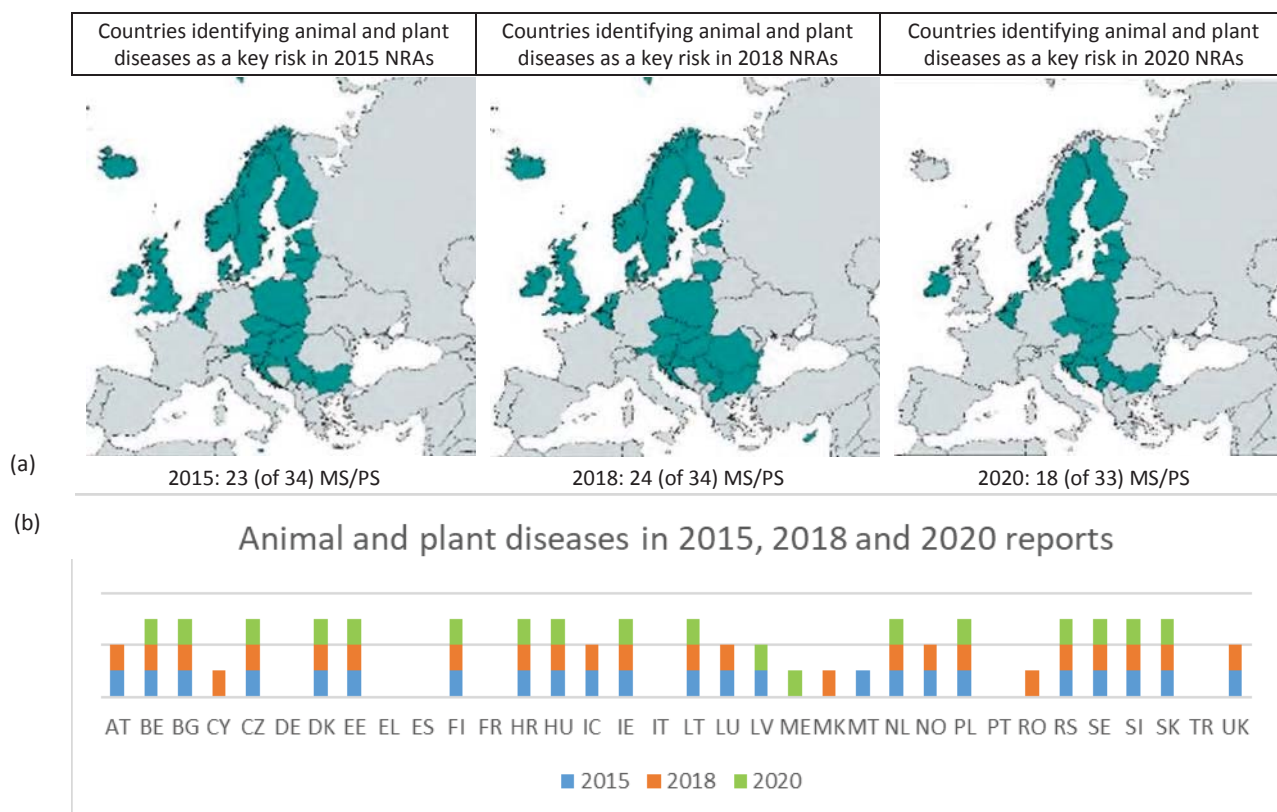 Countries identifying animal and plant
diseases as a key risk in 2015 NRAs
Countries identifying animal and plant
diseases as a key risk in 2018 NRAs
Countries identifying animal and plant
diseases as a key risk in 2020 NRAs
(a)
2015: 23 (of 34) MS/PS
2018: 24 (of 34) MS/PS
2020: 18 (of 33) MS/PS
(b)
Animal and plant diseases in 2015, 2018 and 2020 reports
AT BE BG CY CZ DE DK EE EL ES FI FR HR HU IC IE IT LT LU LV ME MK MT NL NO PL PT RO RS SE SI SK TR UK
2015 2018 2020